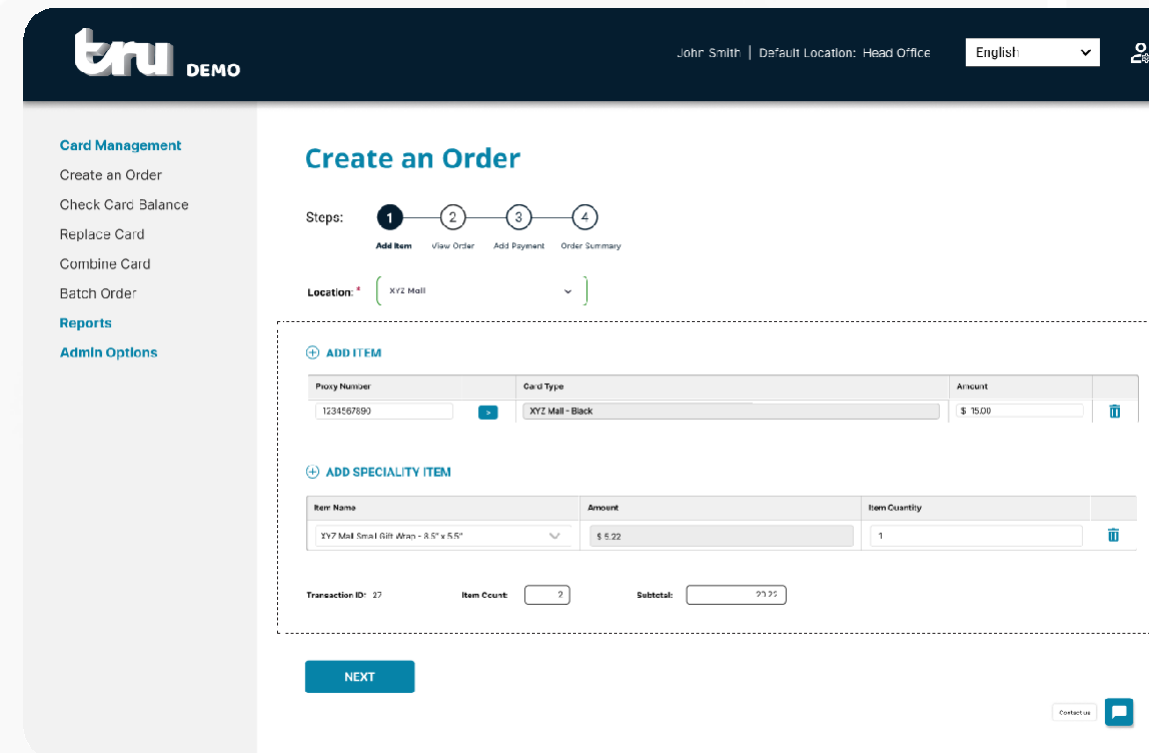 tru DEMO
John Smith | Default Location: Head Office
English
Card Management
Create an Order
Check Card Balance
Replace Card
Combine Card
Batch Order
Reports
Admin Options
Create an Order
Steps: 1 2 3 4
Add Item View Order Add Payment Order Summary
Location: * XYZ Mall
ADD ITEM
Proxy Number Card Type Amount
1234567890 > XYZ Mall - Black $ 15.00
ADD SPECIALITY ITEM
Item Name Amount Item Quantity
XYZ Mall Small Gift Wrap - 8.5" x 5.5" $ 5.22 1
Transaction ID: 27 Item Count: 2 Subtotal: 20.22
NEXT
Contact us